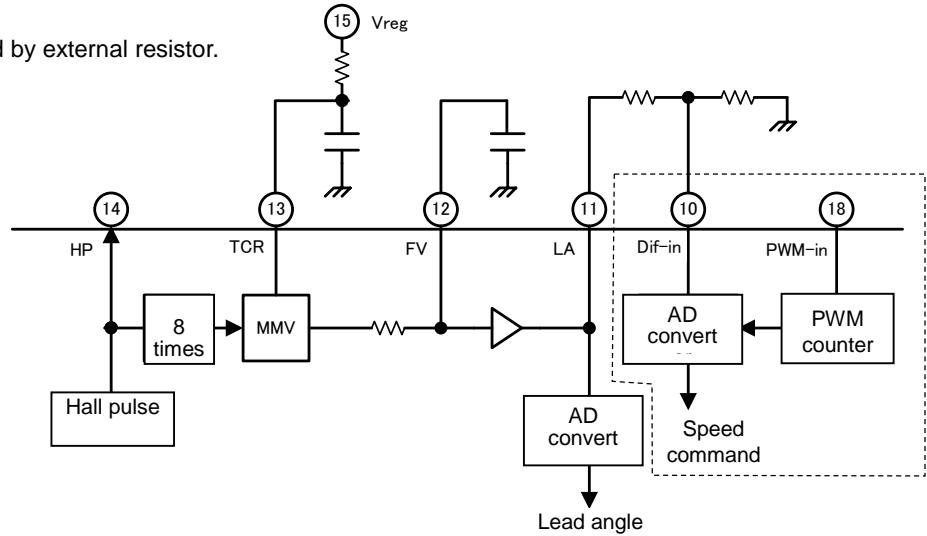 15 Vreg
d by external resistor.
14 13 12 11 10 18
HP TCR FV LA Dif-in PWM-in
8
times
MMV
AD
convert
PWM
counter
Hall pulse
AD
convert
Speed
command
Lead angle